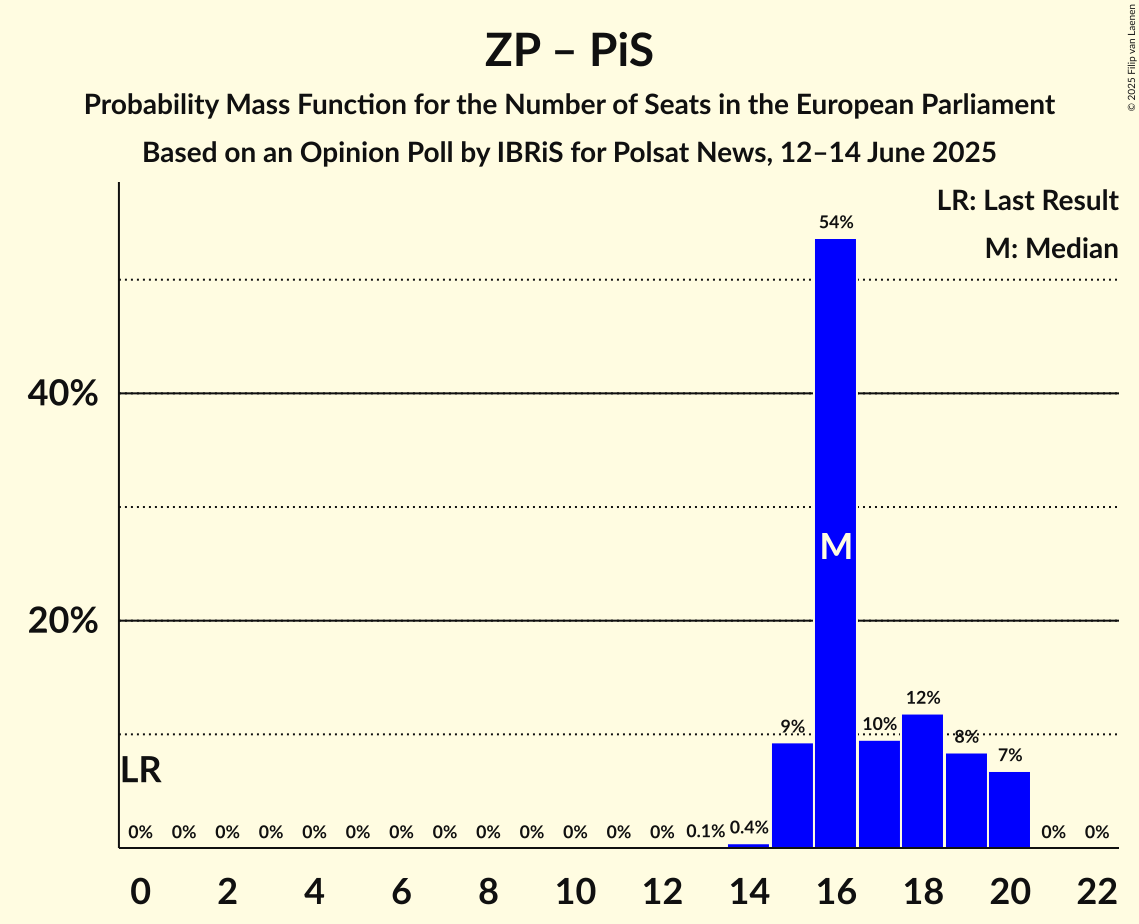 ZP – PiS
Probability Mass Function for the Number of Seats in the European Parliament
Based on an Opinion Poll by IBRiS for Polsat News, 12–14 June 2025
© 2025 Filip van Laenen
LR: Last Result
M: Median
54%
40%
M
20%
12%
9% 10% 8% 7%
LR
0% 0% 0% 0% 0% 0% 0% 0% 0% 0% 0% 0% 0% 0.1% 0.4% 0% 0%
0 2 4 6 8 10 12 14 16 18 20 22